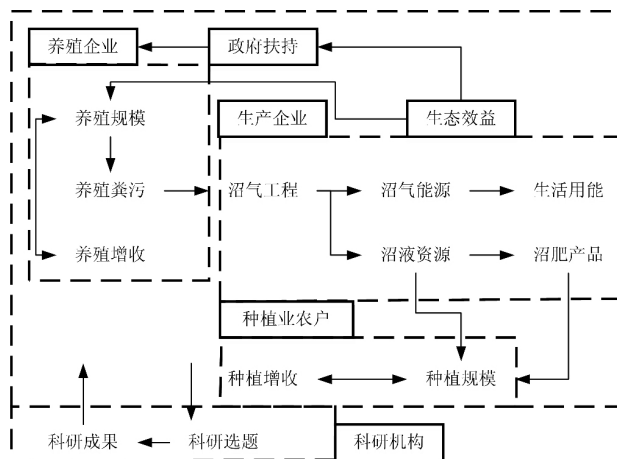 养殖企业
政府扶持
养殖规模
生产企业
生态效益
养殖粪污
沼气工程
沼气能源
生活用能
养殖增收
沼液资源
沼肥产品
种植业农户
种植增收
种植规模
科研成果
科研选题
科研机构